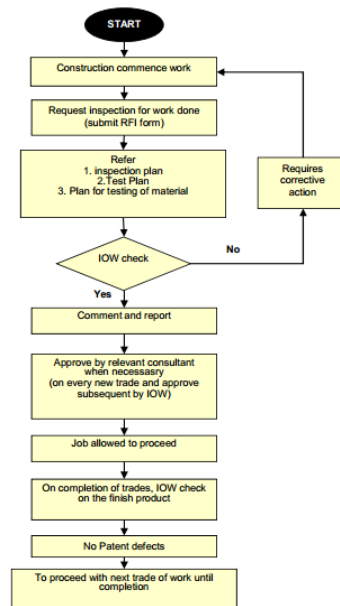 START
Construction commence work
Request inspection for work done
(submit RFI form)
Refer
1. inspection plan
2.Test Plan
3. Plan for testing of material
Requires
corrective
action
IOW check
No
Yes
Comment and report
Approve by relevant consultant
when necessasry
(on every new trade and approve
subsequent by IOW)
Job allowed to proceed
On completion of trades, IOW check
on the finish product
No Patent defects
To proceed with next trade of work until
completion